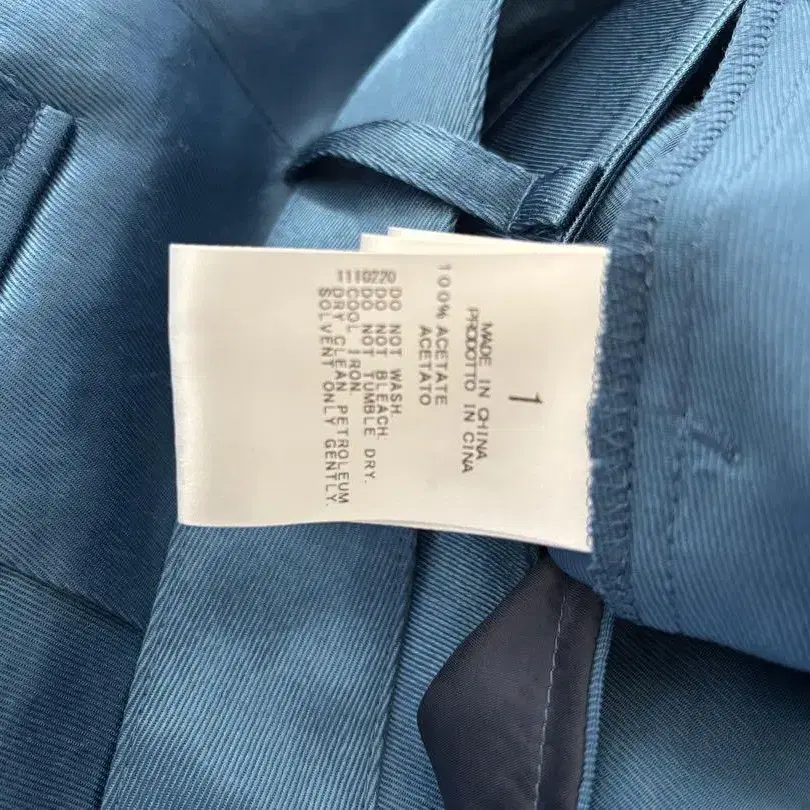 1
MADE IN CHINA
PRODOTTO IN CINA
100% ACETATE
ACETATO
DO NOT WASH
DO NOT BLEACH.
DO NOT TUMBLE DRY.
COOL IRON.
DRY CLEAN PETROLEUM
SOLVENT ONLY GENTLY.
1110220